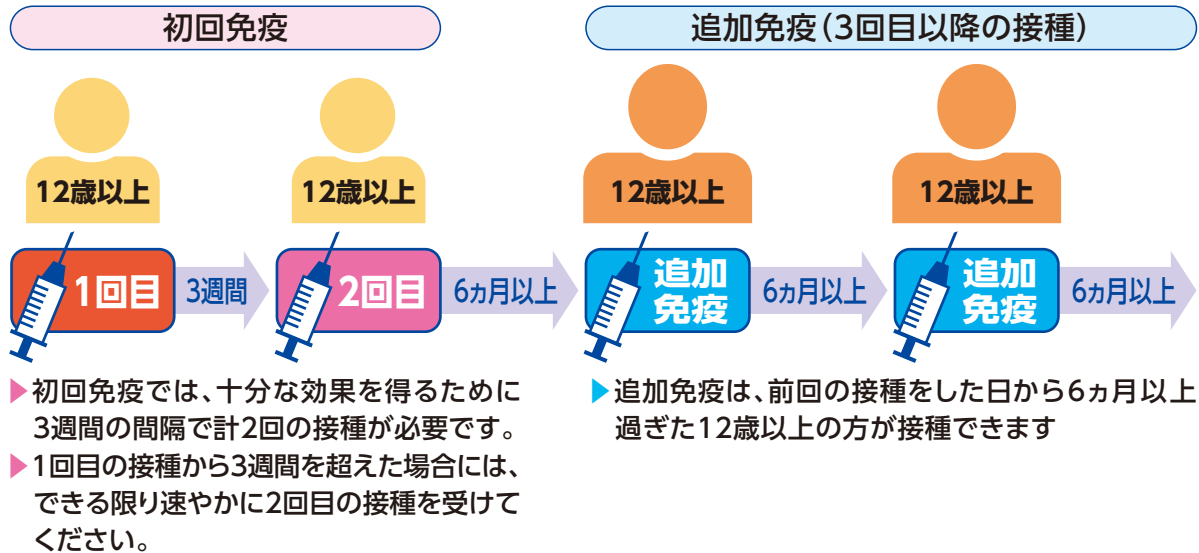 初回免疫
追加免疫(3回目以降の接種)
12歳以上
12歳以上
12歳以上
12歳以上
1回目
3週間
2回目
6ヵ月以上
追加
免疫
6ヵ月以上
追加
免疫
6ヵ月以上
▶初回免疫では、十分な効果を得るために
3週間の間隔で計2回の接種が必要です。
▶1回目の接種から3週間を超えた場合には、
できる限り速やかに2回目の接種を受けて
ください。
▶追加免疫は、前回の接種をした日から6ヵ月以上
過ぎた12歳以上の方が接種できます